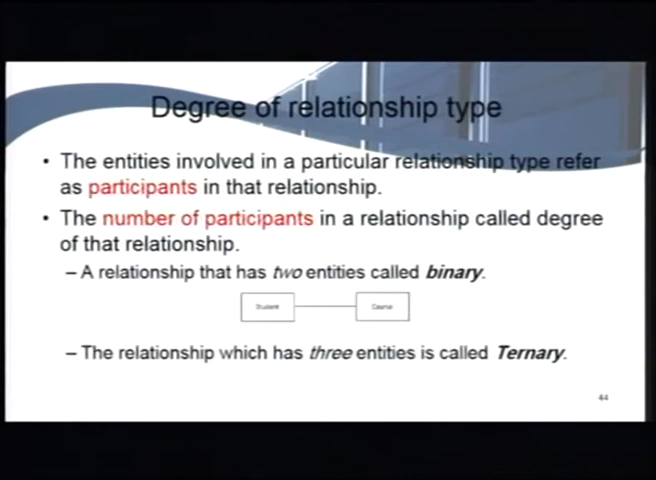 Degree of relationship type
• The entities involved in a particular relationship type refer
as participants in that relationship.
• The number of participants in a relationship called degree
of that relationship.
– A relationship that has two entities called binary.
Student
Course
– The relationship which has three entities is called Ternary.
44